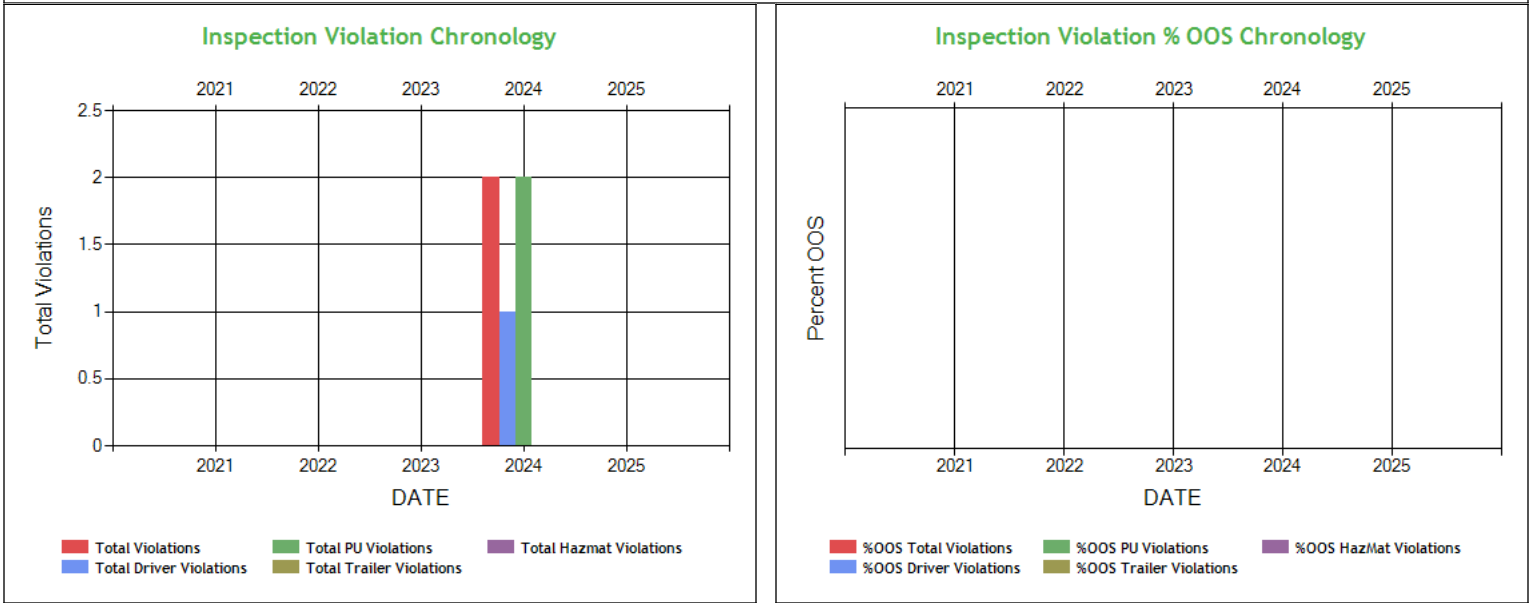 Inspection Violation Chronology
2021 2022 2023 2024 2025
2.5
2
1.5
1
0.5
0
Total Violations
2021 2022 2023 2024 2025
DATE
Total Violations Total PU Violations Total Hazmat Violations
Total Driver Violations Total Trailer Violations
Inspection Violation % OOS Chronology
2021 2022 2023 2024 2025
Percent OOS
2021 2022 2023 2024 2025
DATE
%OOS Total Violations %OOS PU Violations %OOS HazMat Violations
%OOS Driver Violations %OOS Trailer Violations